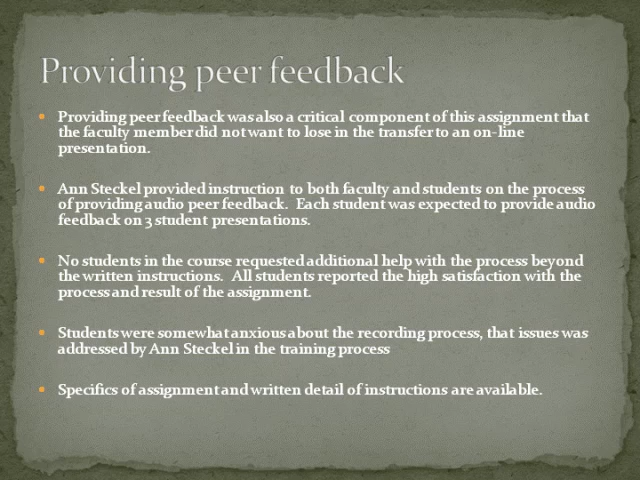 Providing peer feedback
Providing peer feedback was also a critical component of this assignment that
the faculty member did not want to lose in the transfer to an on-line
presentation.
Ann Steckel provided instruction to both faculty and students on the process
of providing audio peer feedback. Each student was expected to provide audio
feedback on 3 student presentations.
No students in the course requested additional help with the process beyond
the written instructions. All students reported the high satisfaction with the
process and result of the assignment.
Students were somewhat anxious about the recording process, that issues was
addressed by Ann Steckel in the training process
Specifics of assignment and written detail of instructions are available.